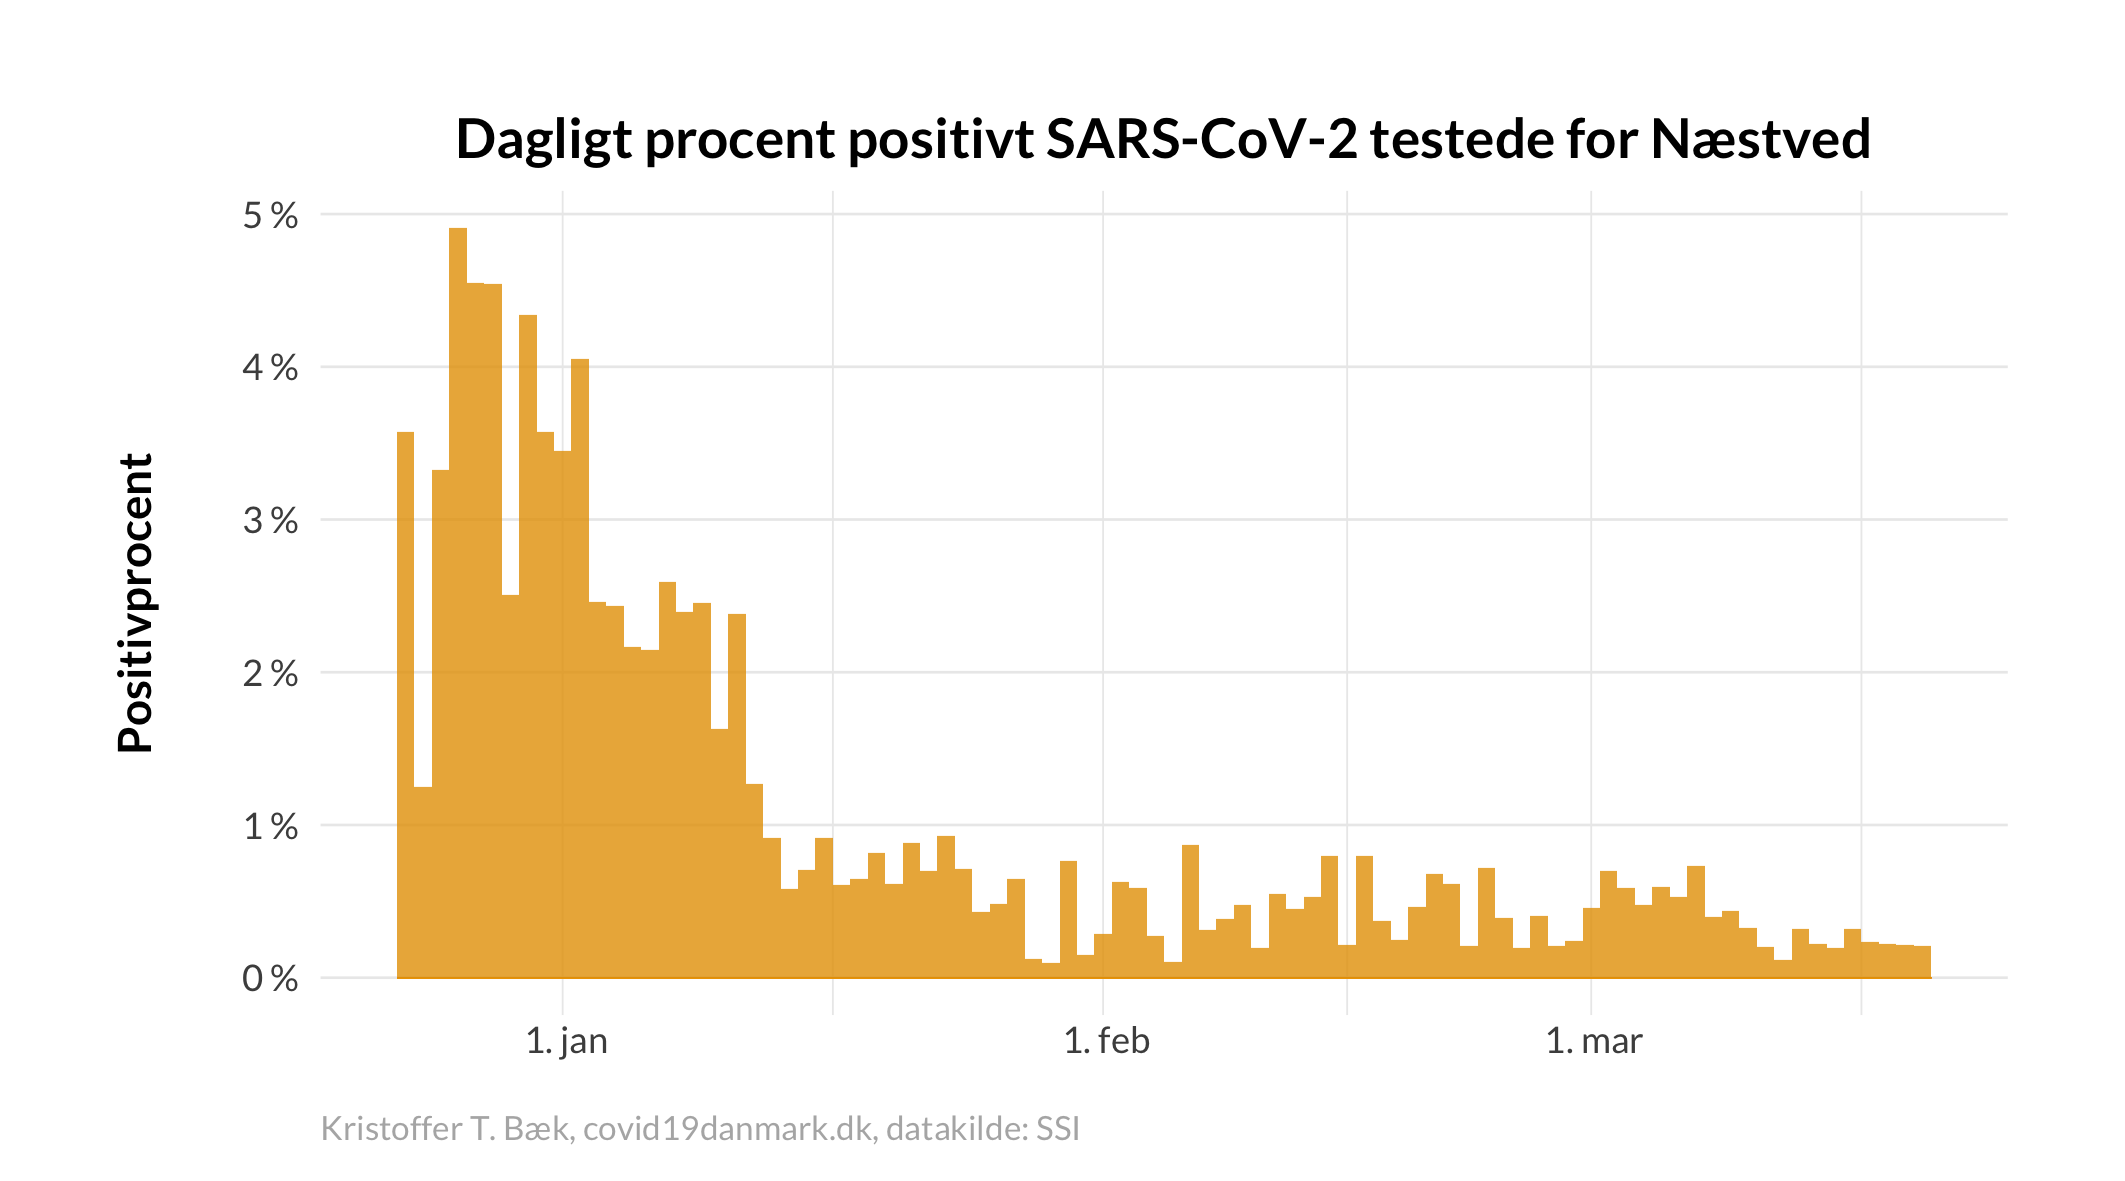 Dagligt procent positivt SARS-CoV-2 testede for Næstved
Positivprocent
5 %
4 %
3 %
2 %
1 %
0 %
1. jan
1. feb
1. mar
Kristoffer T. Bæk, covid19danmark.dk, datakilde: SSI